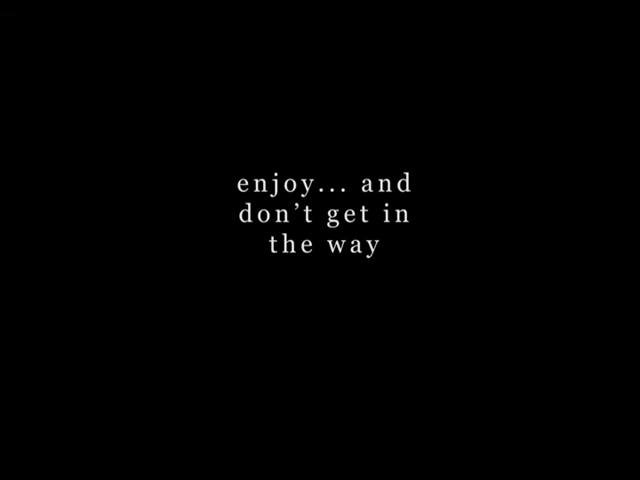 enjoy... and
don’t get in
the way